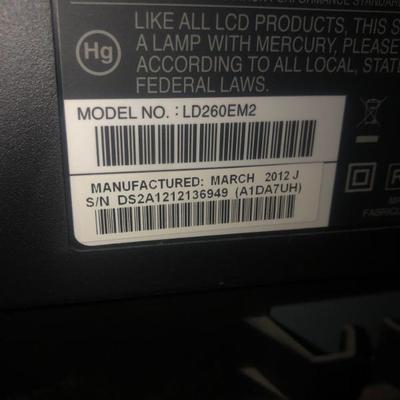 LIKE ALL LCD PRODUCTS, THIS S
A LAMP WITH MERCURY, PLEASE
ACCORDING TO ALL LOCAL, STATE
FEDERAL LAWS.
Hg
MODEL NO. : LD260EM2
MANUFACTURED: MARCH 2012 J
S/N DS2A1212136949 (A1DA7UH)